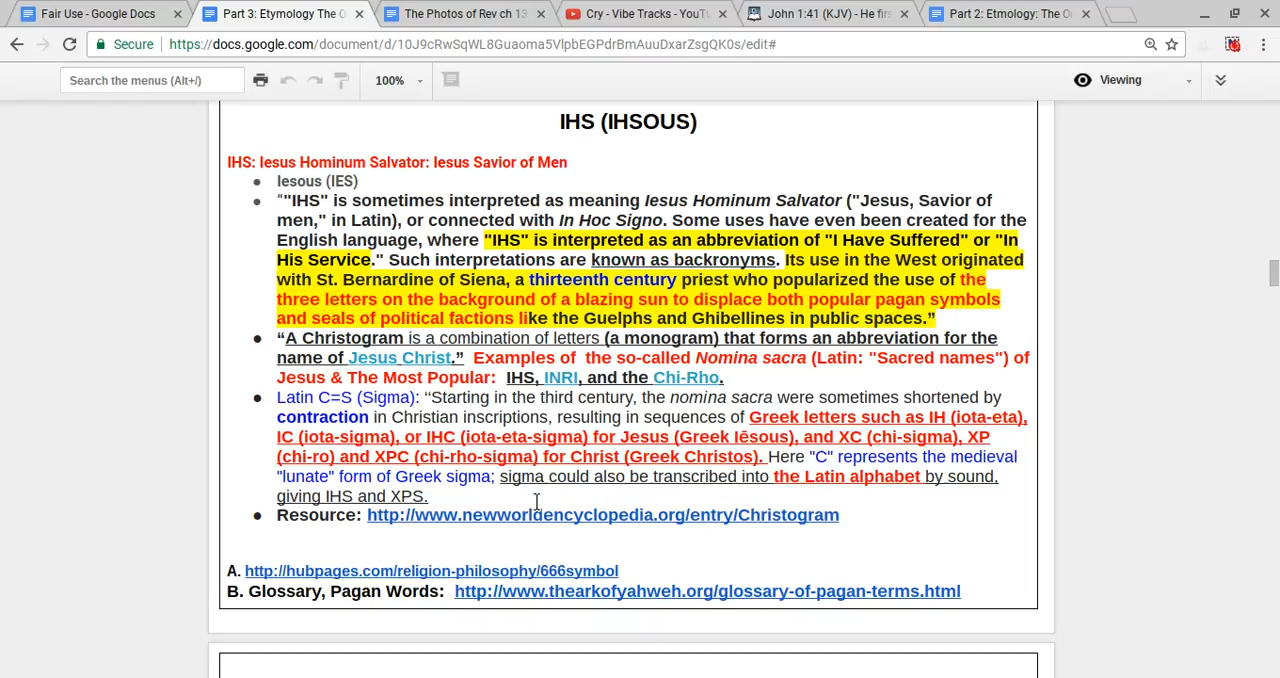 Fair Use - Google Docs
Part 3: Etymology The O
The Photos of Rev ch 13
Cry - Vibe Tracks - YouTu
John 1:41 (KJV) - He firs
Part 2: Etmology: The O
Secure https://docs.google.com/document/d/10J9cRwSqWL8Guaoma5VlpbEGPdrBmAuuDxarZsgQK0s/edit#
Search the menus (Alt+/)
100%
Viewing
IHS (IHSOUS)
IHS: Iesus Hominum Salvator: Iesus Savior of Men
● Iesous (IES)
● “"IHS" is sometimes interpreted as meaning Iesus Hominum Salvator ("Jesus, Savior of
men," in Latin), or connected with In Hoc Signo. Some uses have even been created for the
English language, where "IHS" is interpreted as an abbreviation of "I Have Suffered" or "In
His Service." Such interpretations are known as backronyms. Its use in the West originated
with St. Bernardine of Siena, a thirteenth century priest who popularized the use of the
three letters on the background of a blazing sun to displace both popular pagan symbols
and seals of political factions like the Guelphs and Ghibellines in public spaces.”
● “A Christogram is a combination of letters (a monogram) that forms an abbreviation for the
name of Jesus Christ.” Examples of the so-called Nomina sacra (Latin: "Sacred names") of
Jesus & The Most Popular: IHS, INRI, and the Chi-Rho.
● Latin C=S (Sigma): “Starting in the third century, the nomina sacra were sometimes shortened by
contraction in Christian inscriptions, resulting in sequences of Greek letters such as IH (iota-eta),
IC (iota-sigma), or IHC (iota-eta-sigma) for Jesus (Greek Iēsous), and XC (chi-sigma), XP
(chi-ro) and XPC (chi-rho-sigma) for Christ (Greek Christos). Here "C" represents the medieval
"lunate" form of Greek sigma; sigma could also be transcribed into the Latin alphabet by sound,
giving IHS and XPS.
● Resource: http://www.newworldencyclopedia.org/entry/Christogram
A. http://hubpages.com/religion-philosophy/666symbol
B. Glossary, Pagan Words: http://www.thearkofyahweh.org/glossary-of-pagan-terms.html